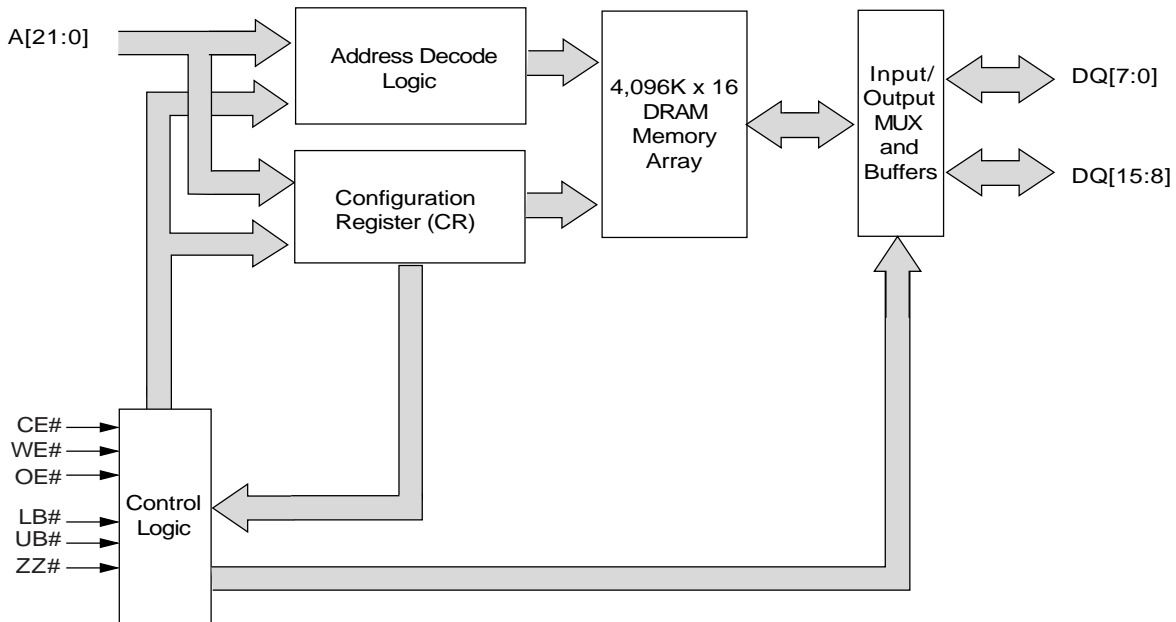 A[21:0]
Address Decode
Logic
4,096K x 16
DRAM
Memory
Array
Input/
Output
MUX
and
Buffers
DQ[7:0]
DQ[15:8]
Configuration
Register (CR)
CE#
WE#
OE#
LB#
UB#
ZZ#
Control
Logic